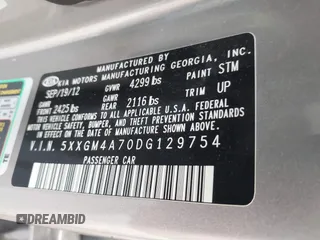 MANUFACTURED BY
KIA MOTORS MANUFACTURING GEORGIA, INC.
SEP/19/12 GVWR 4299 lbs PAINT STM
GAWR FRONT 2425 lbs GAWR REAR 2116 lbs TRIM UP
THIS VEHICLE CONFORMS TO ALL APPLICABLE U.S.A. FEDERAL
MOTOR VEHICLE SAFETY, BUMPER, AND THEFT PREVENTION STANDARDS
IN EFFECT ON THE DATE OF MANUFACTURE SHOWN ABOVE.
V.I.N. 5XXGM4A70DG129754
PASSENGER CAR
DREAMBID